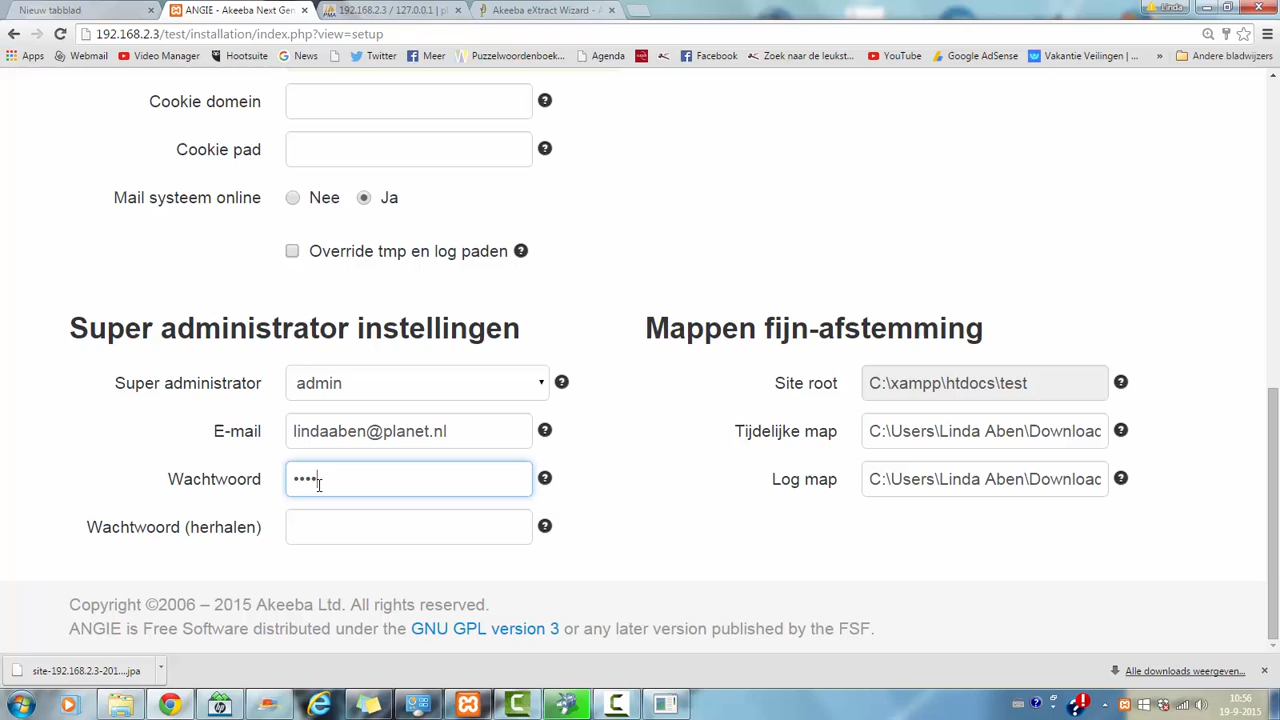 Nieuw tabblad
ANGIE - Akeeba Next Gen
192.168.2.3 / 127.0.0.1 | pl
Akeeba eXtract Wizard - A
Linda
192.168.2.3/test/installation/index.php?view=setup
Apps
Webmail
Video Manager
Hootsuite
News
Twitter
Meer
Puzzelwoordenboek...
Agenda
Facebook
Zoek naar de leukst...
YouTube
Google AdSense
Vakantie Veilingen | ...
»
Andere bladwijzers
Cookie domein
Cookie pad
Mail systeem online
Nee
Ja
Override tmp en log paden
Super administrator instellingen
Super administrator
admin
E-mail
lindaaben@planet.nl
Wachtwoord
••••
Wachtwoord (herhalen)
Mappen fijn-afstemming
Site root
C:\xampp\htdocs\test
Tijdelijke map
C:\Users\Linda Aben\Downloac
Log map
C:\Users\Linda Aben\Downloac
Copyright ©2006 – 2015 Akeeba Ltd. All rights reserved.
ANGIE is Free Software distributed under the GNU GPL version 3 or any later version published by the FSF.
site-192.168.2.3-201....jpa
Alle downloads weergeven...
10:56
19-9-2015